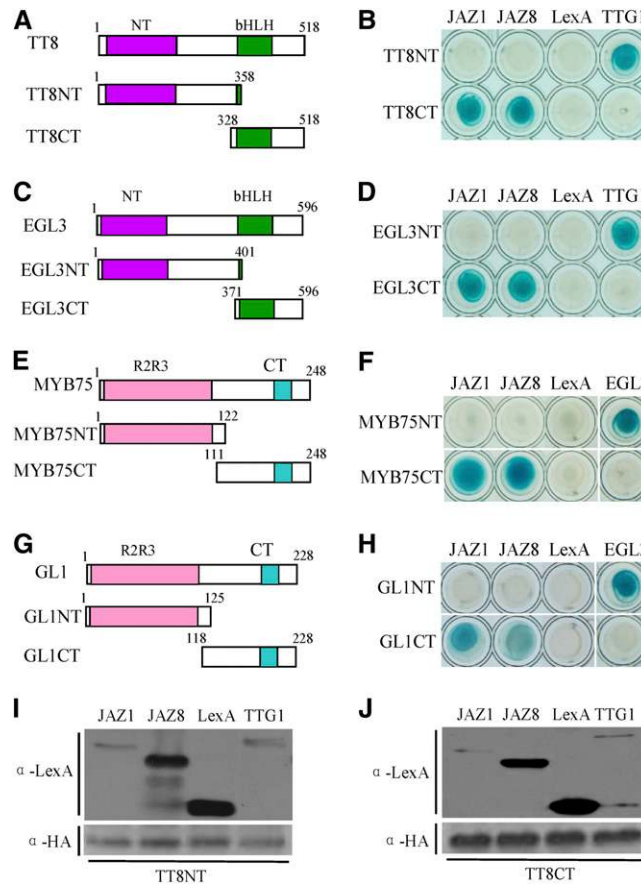 A
NT bHLH
1 518
TT8
1 358
TT8NT
328 518
TT8CT
B
JAZ1 JAZ8 LexA TTG1
TT8NT
TT8CT
C
NT bHLH
1 596
EGL3
1 401
EGL3NT
371 596
EGL3CT
D
JAZ1 JAZ8 LexA TTG
EGL3NT
EGL3CT
E
R2R3 CT
1 248
MYB75
1 122
MYB75NT
111 248
MYB75CT
F
JAZ1 JAZ8 LexA EGL
MYB75NT
MYB75CT
G
R2R3 CT
1 228
GL1
1 125
GL1NT
118 228
GL1CT
H
JAZ1 JAZ8 LexA EGL3
GL1NT
GL1CT
I
JAZ1 JAZ8 LexA TTG1
α-LexA
α-HA
TT8NT
J
JAZ1 JAZ8 LexA TTG1
α-LexA
α-HA
TT8CT